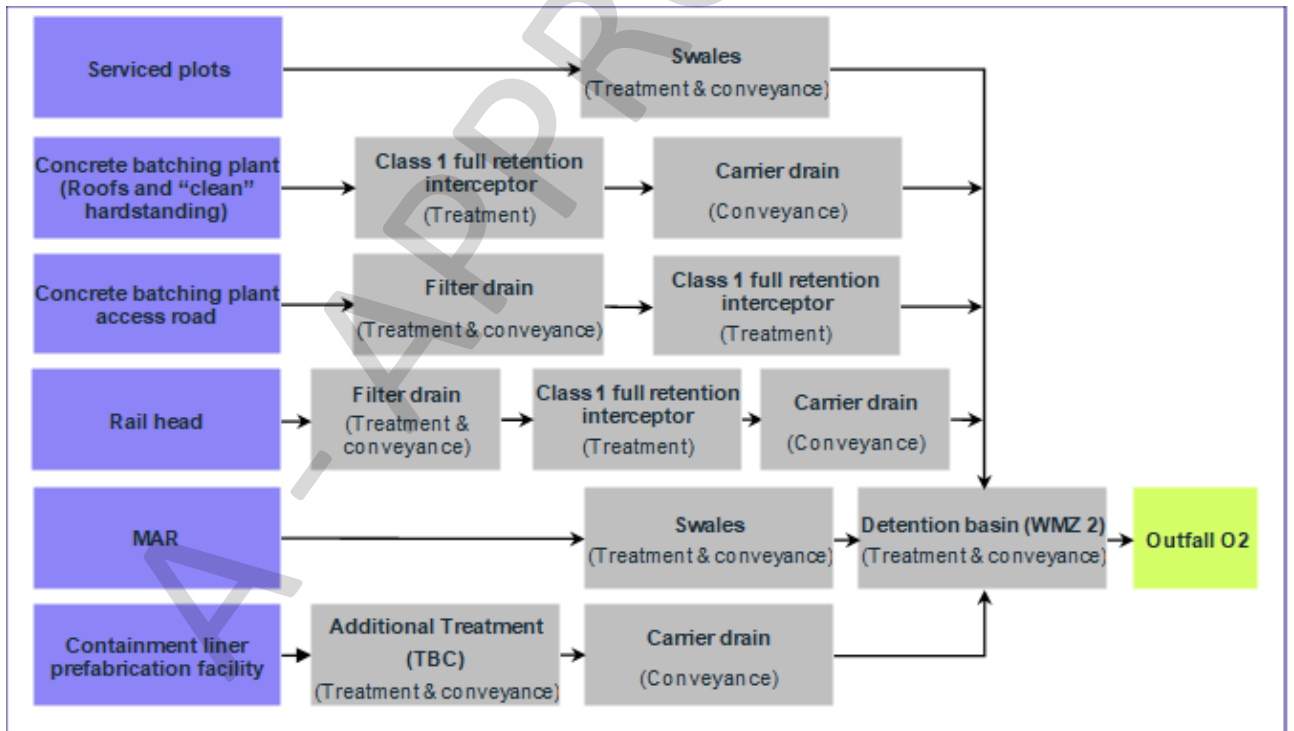 Serviced plots
Swales
(Treatment & conveyance)
Concrete batching plant
(Roofs and “clean”
hardstanding)
Class 1 full retention
interceptor
(Treatment)
Carrier drain
(Conveyance)
Concrete batching plant
access road
Filter drain
(Treatment & conveyance)
Class 1 full retention
interceptor
(Treatment)
Rail head
Filter drain
(Treatment &
conveyance)
Class 1 full retention
interceptor
(Treatment)
Carrier drain
(Conveyance)
MAR
Swales
(Treatment & conveyance)
Detention basin (WMZ 2)
(Treatment & conveyance)
Outfall O2
Containment liner
prefabrication facility
Additional Treatment
(TBC)
(Treatment & conveyance)
Carrier drain
(Conveyance)
A - APPRO